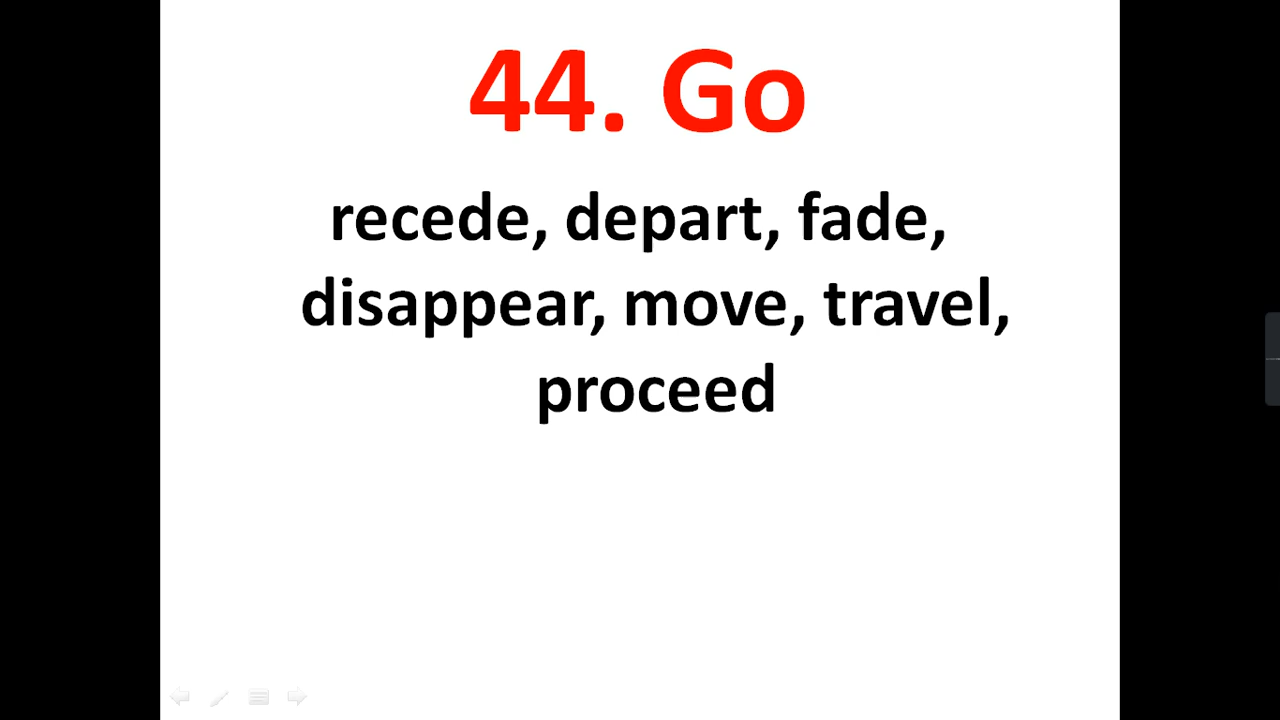 44. Go
recede, depart, fade,
disappear, move, travel,
proceed